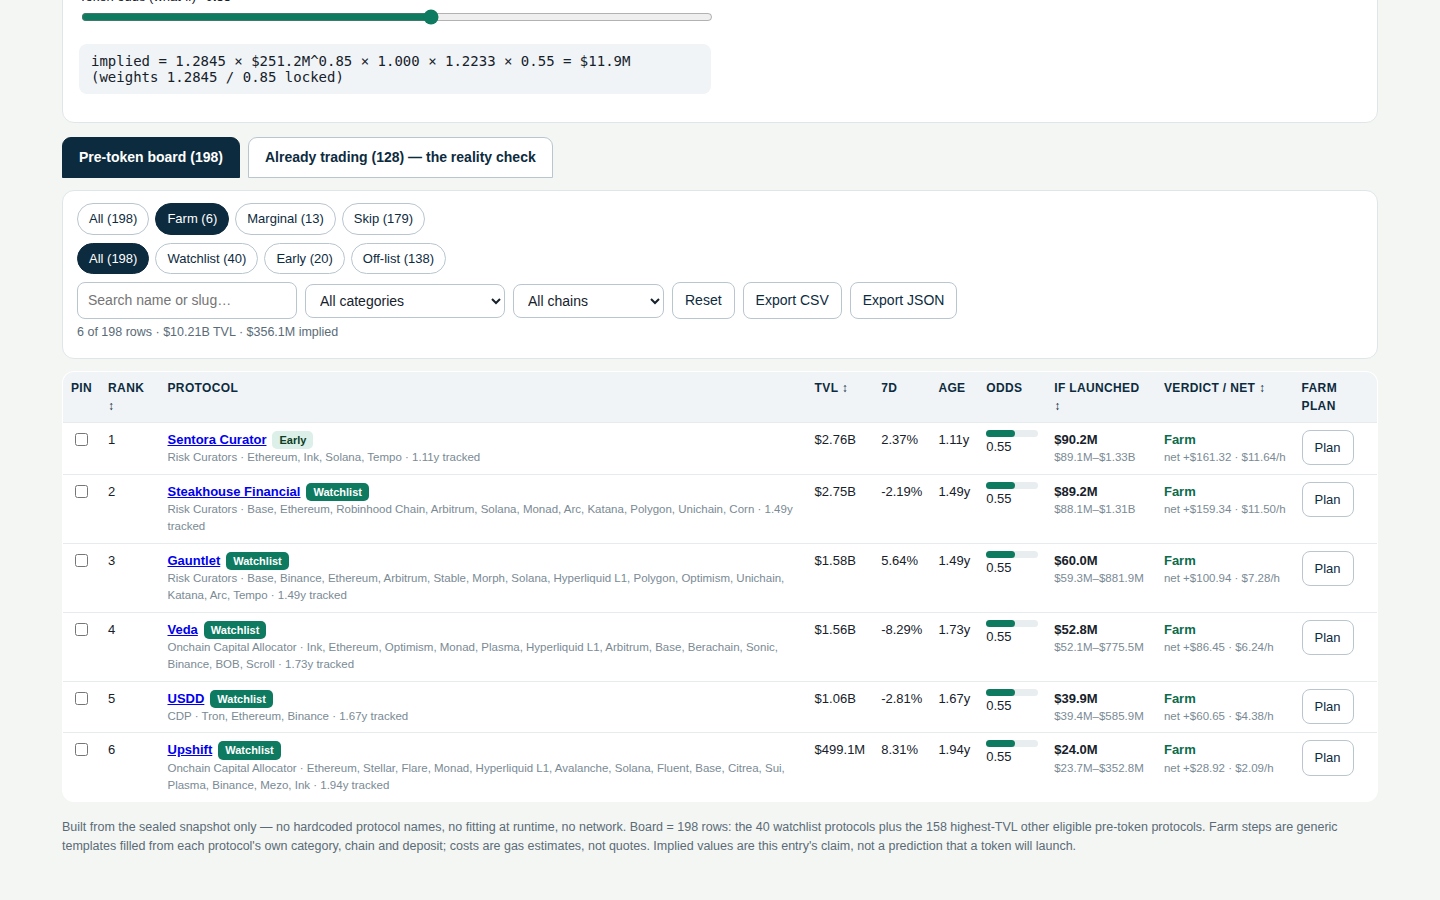 implied = 1.2845 × $251.2M^0.85 × 1.000 × 1.2233 × 0.55 = $11.9M
(weights 1.2845 / 0.85 locked)
Pre-token board (198)
Already trading (128) — the reality check
All (198)
Farm (6)
Marginal (13)
Skip (179)
All (198)
Watchlist (40)
Early (20)
Off-list (138)
Search name or slug…
All categories
All chains
Reset
Export CSV
Export JSON
6 of 198 rows · $10.21B TVL · $356.1M implied
PIN RANK ↕ PROTOCOL TVL ↕ 7D AGE ODDS IF LAUNCHED ↕ VERDICT / NET ↕ FARM PLAN
1 Sentora Curator Early $2.76B 2.37% 1.11y 0.55 $90.2M Farm Plan
Risk Curators · Ethereum, Ink, Solana, Tempo · 1.11y tracked $89.1M–$1.33B net +$161.32 · $11.64/h
2 Steakhouse Financial Watchlist $2.75B -2.19% 1.49y 0.55 $89.2M Farm Plan
Risk Curators · Base, Ethereum, Robinhood Chain, Arbitrum, Solana, Monad, Arc, Katana, Polygon, Unichain, Corn · 1.49y $88.1M–$1.31B net +$159.34 · $11.50/h
tracked
3 Gauntlet Watchlist $1.58B 5.64% 1.49y 0.55 $60.0M Farm Plan
Risk Curators · Base, Binance, Ethereum, Arbitrum, Stable, Morph, Solana, Hyperliquid L1, Polygon, Optimism, Unichain, $59.3M–$881.9M net +$100.94 · $7.28/h
Katana, Arc, Tempo · 1.49y tracked
4 Veda Watchlist $1.56B -8.29% 1.73y 0.55 $52.8M Farm Plan
Onchain Capital Allocator · Ink, Ethereum, Optimism, Monad, Plasma, Hyperliquid L1, Arbitrum, Base, Berachain, Sonic, $52.1M–$775.5M net +$86.45 · $6.24/h
Binance, BOB, Scroll · 1.73y tracked
5 USDD Watchlist $1.06B -2.81% 1.67y 0.55 $39.9M Farm Plan
CDP · Tron, Ethereum, Binance · 1.67y tracked $39.4M–$585.9M net +$60.65 · $4.38/h
6 Upshift Watchlist $499.1M 8.31% 1.94y 0.55 $24.0M Farm Plan
Onchain Capital Allocator · Ethereum, Stellar, Flare, Monad, Hyperliquid L1, Avalanche, Solana, Fluent, Base, Citrea, Sui, $23.7M–$352.8M net +$28.92 · $2.09/h
Plasma, Binance, Mezo, Ink · 1.94y tracked
Built from the sealed snapshot only — no hardcoded protocol names, no fitting at runtime, no network. Board = 198 rows: the 40 watchlist protocols plus the 158 highest-TVL other eligible pre-token protocols. Farm steps are generic
templates filled from each protocol's own category, chain and deposit; costs are gas estimates, not quotes. Implied values are this entry's claim, not a prediction that a token will launch.